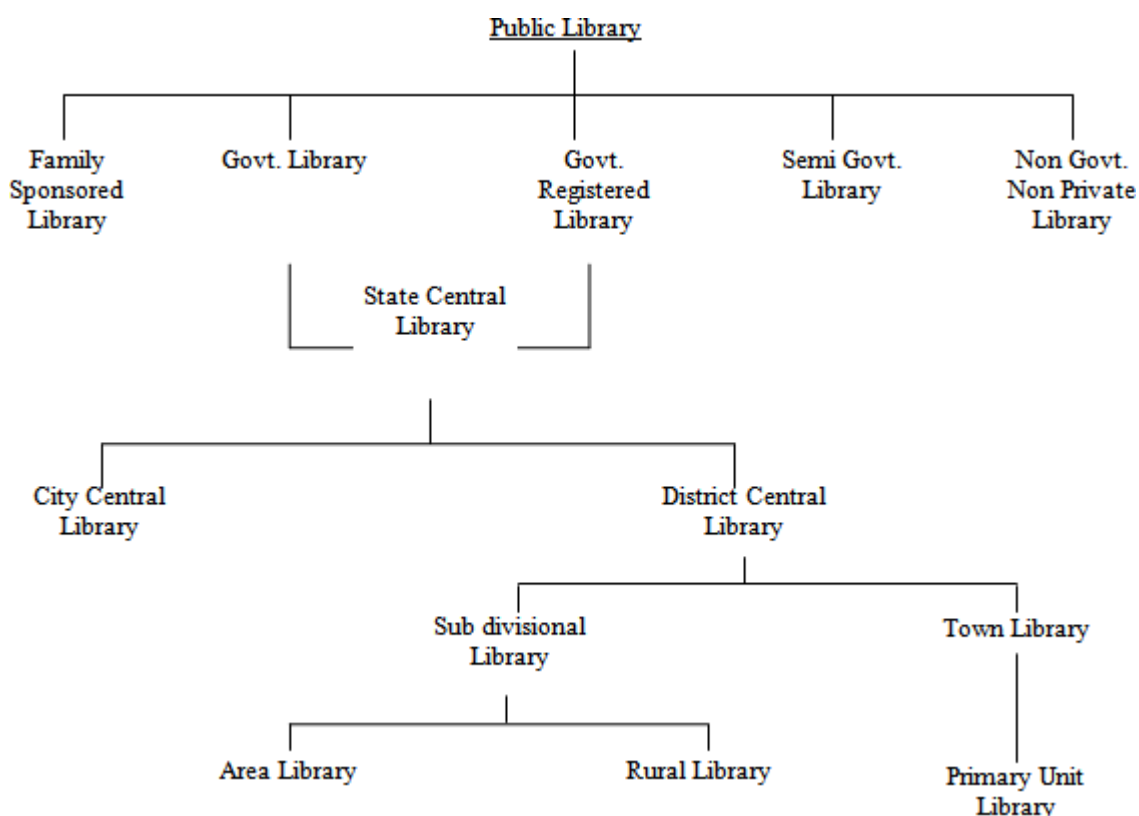 Public Library
Family
Sponsored
Library
Govt. Library
Govt.
Registered
Library
Semi Govt.
Library
Non Govt.
Non Private
Library
State Central
Library
City Central
Library
District Central
Library
Sub divisional
Library
Town Library
Area Library
Rural Library
Primary Unit
Library